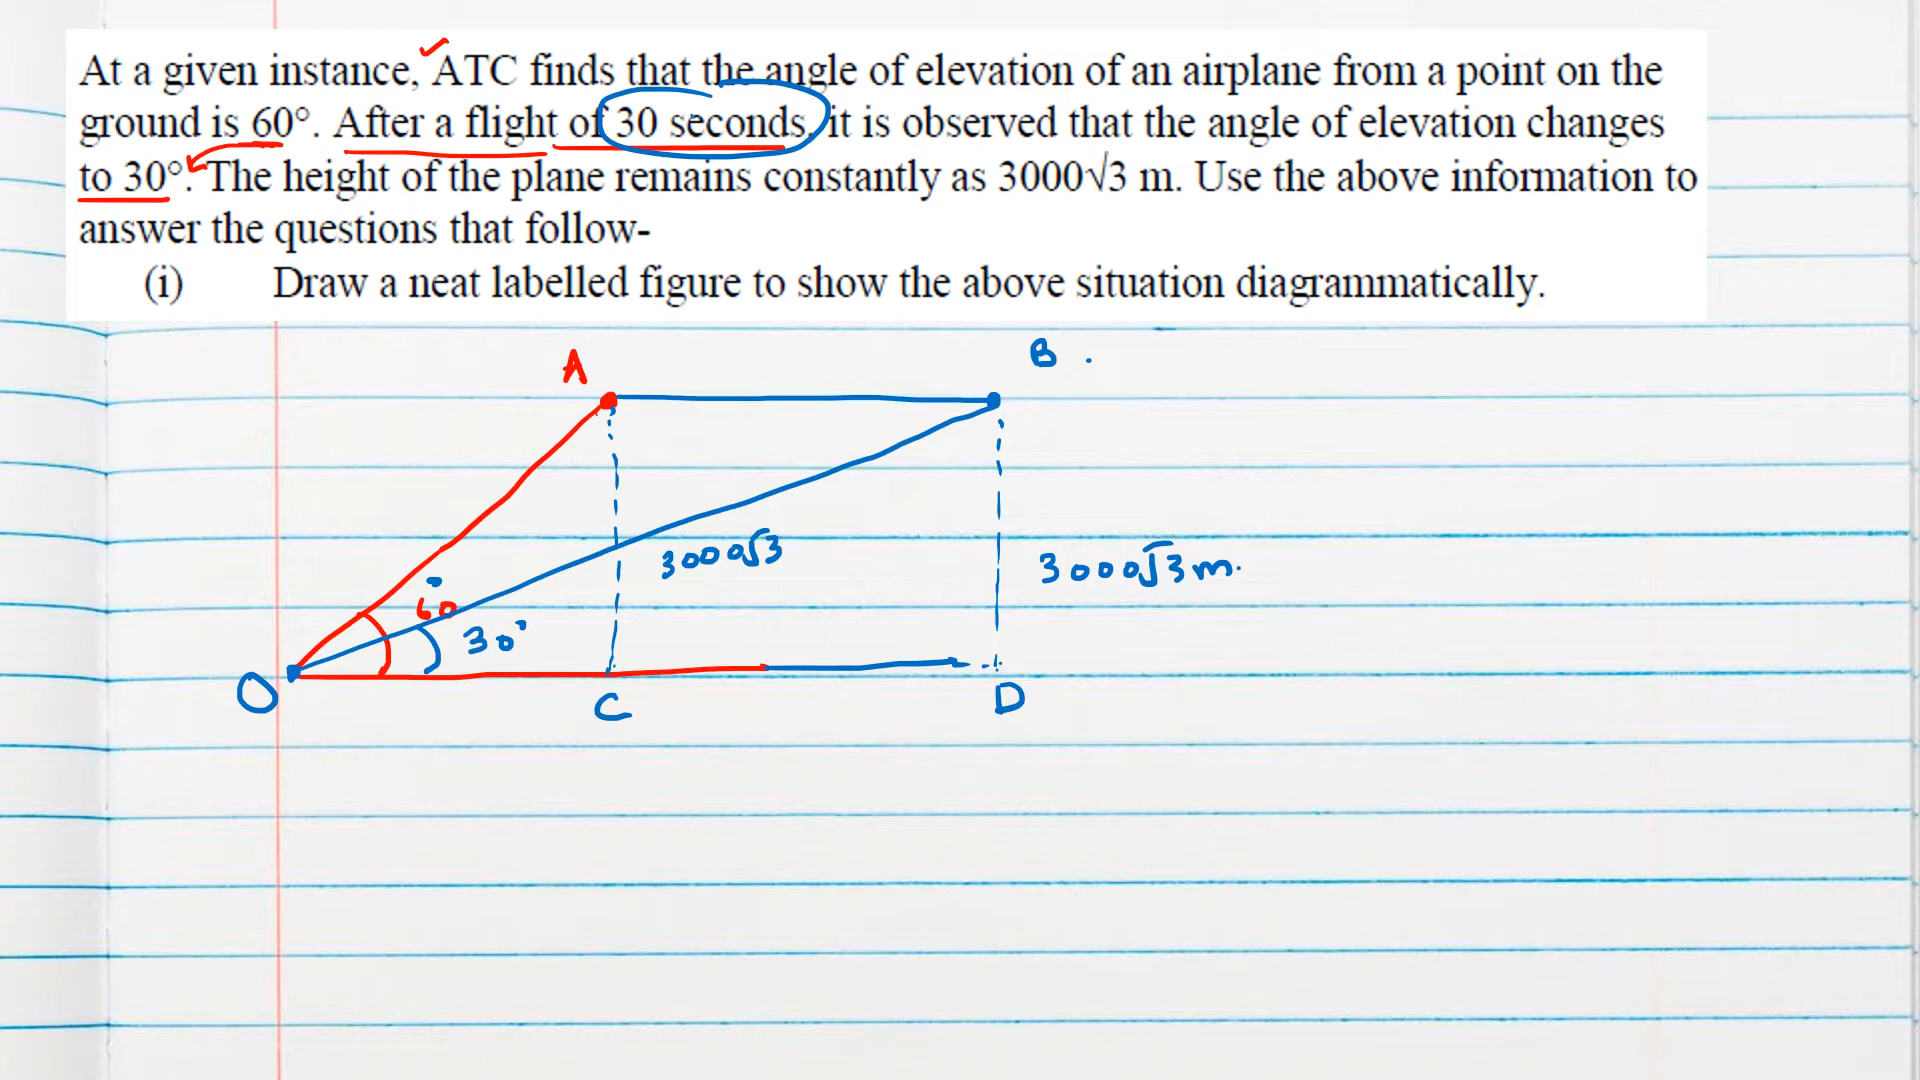 At a given instance, ATC finds that the angle of elevation of an airplane from a point on the
ground is 60°. After a flight of 30 seconds, it is observed that the angle of elevation changes
to 30°. The height of the plane remains constantly as 3000√3 m. Use the above information to
answer the questions that follow-
(i) Draw a neat labelled figure to show the above situation diagrammatically.
A
B
3000√3
3000√3 m.
60°
30°
O
C
D